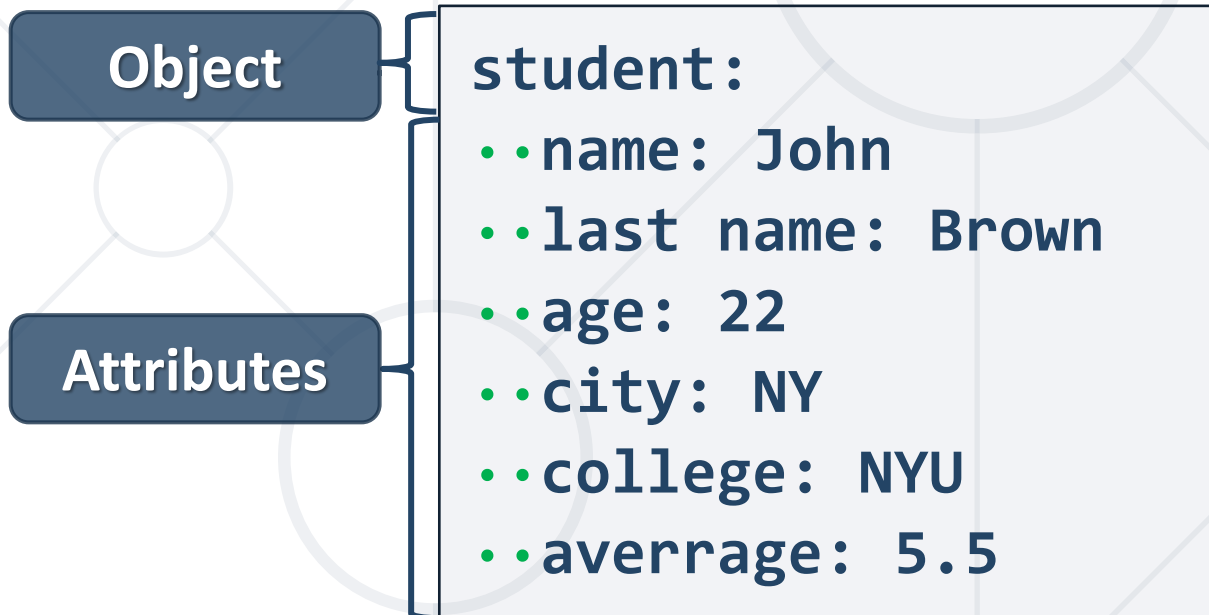 Object
student:
··name: John
··last name: Brown
··age: 22
··city: NY
··college: NYU
··averrage: 5.5
Attributes